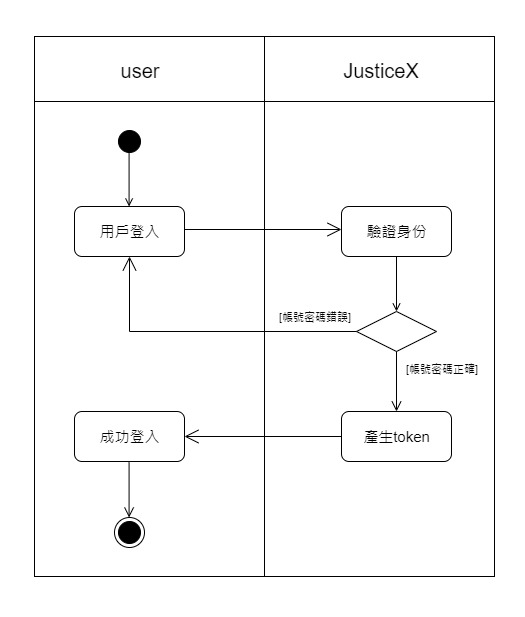 user
JusticeX
用戶登入
驗證身份
[帳號密碼錯誤]
[帳號密碼正確]
成功登入
產生token